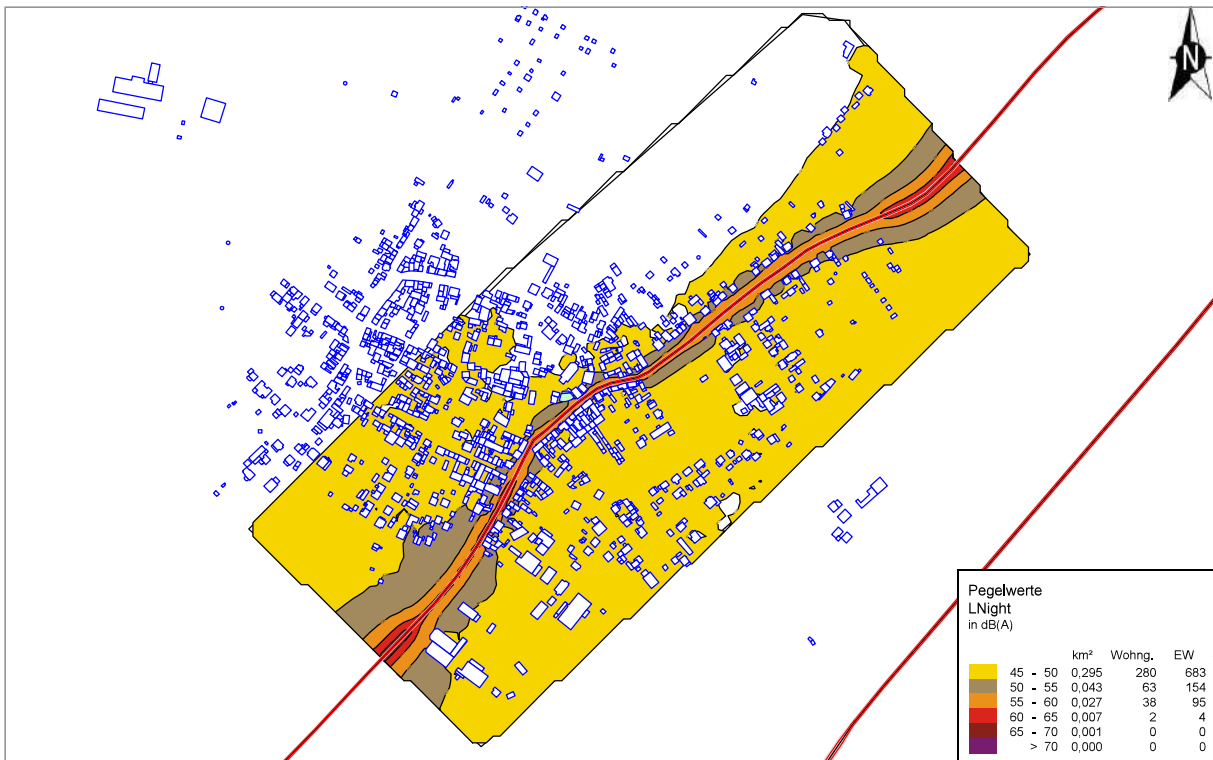 N
Pegelwerte
LNight
in dB(A)
km² Wohng. EW
45 - 50 0,295 280 683
50 - 55 0,043 63 154
55 - 60 0,027 38 95
60 - 65 0,007 2 4
65 - 70 0,001 0 0
> 70 0,000 0 0